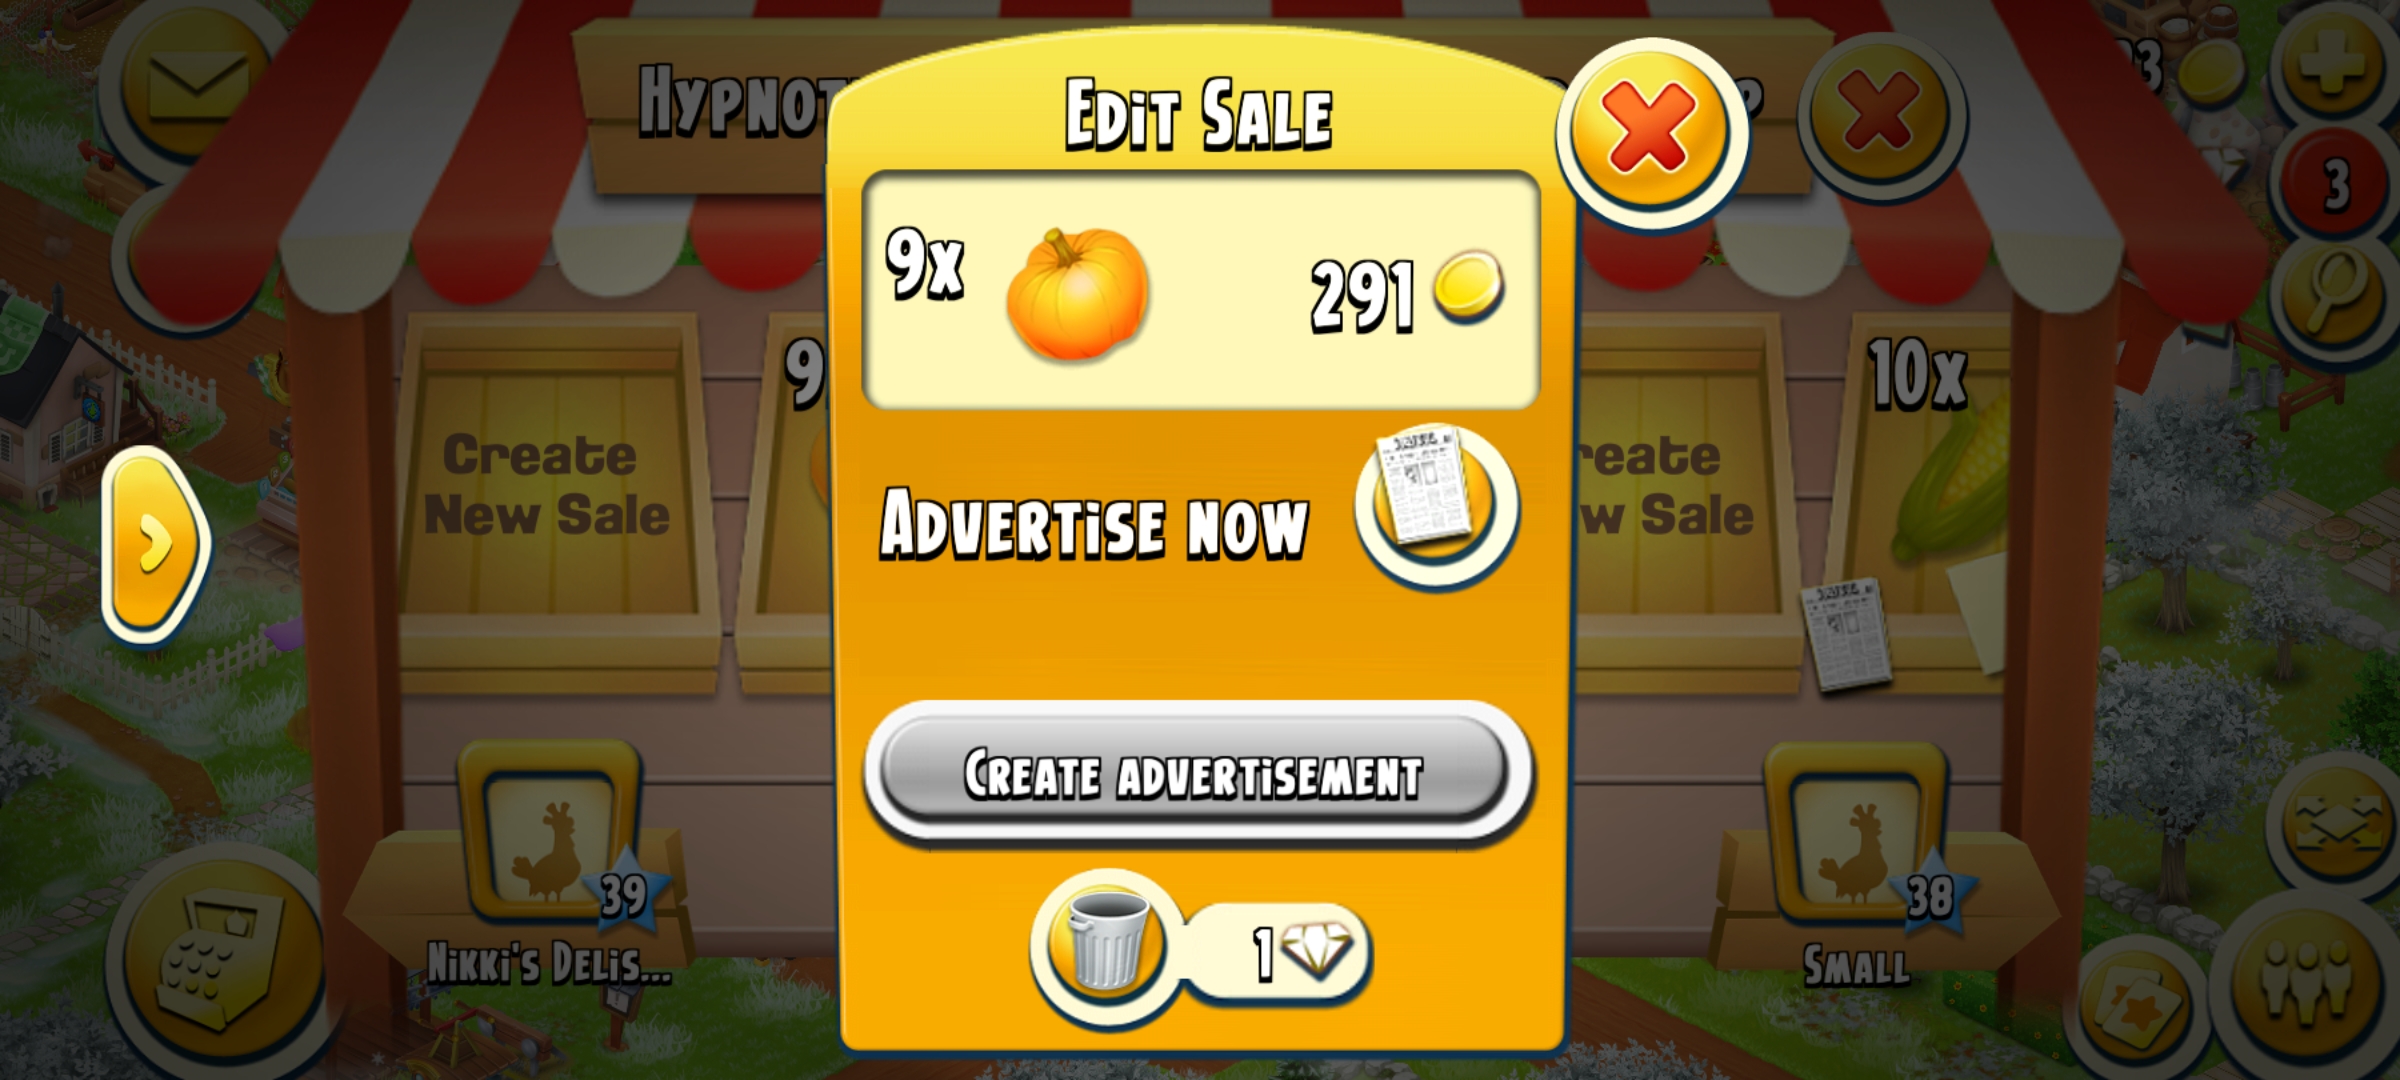 Hypnot
Edit Sale
3
3
9x
291
9
10x
Create
New Sale
reate
w Sale
Advertise now
Create advertisement
39
38
Nikki's Delis...
Small
1